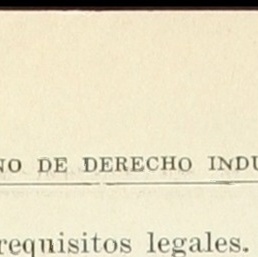 NO DE DERECHO INDU
requisitos legales.